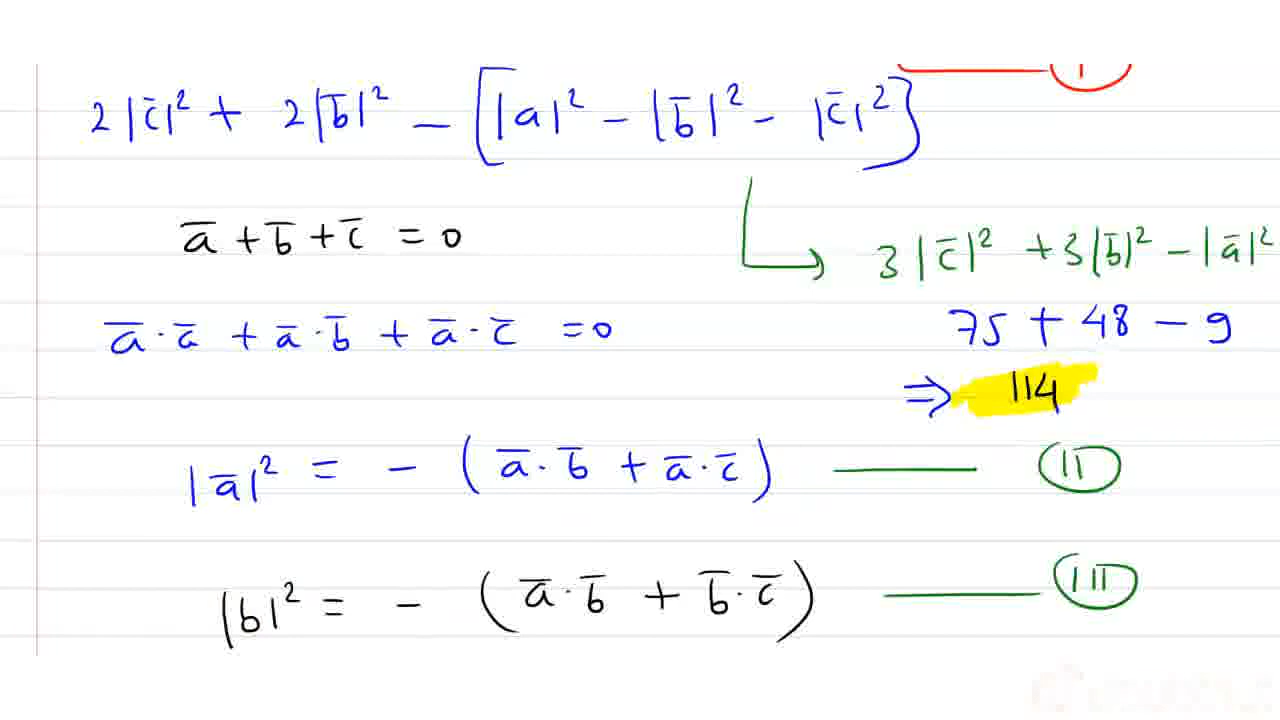 2|c̄|² + 2|b̄|² - [|a|² - |b̄|² - |c̄|²]
ā + b̄ + c̄ = 0
3|c̄|² + 3|b̄|² - |ā|²
ā·ā + ā·b̄ + ā·c̄ = 0
75 + 48 - 9
⇒ 114
|ā|² = - (ā·b̄ + ā·c̄) —— II
|b|² = - (ā·b̄ + b̄·c̄) —— III